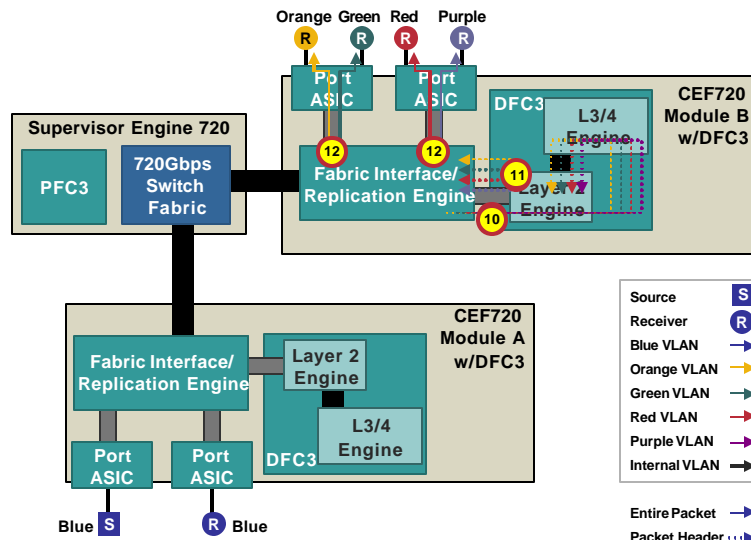 Orange Green Red Purple
R R R R
Port
ASIC
Port
ASIC
CEF720
Module B
w/DFC3
DFC3
L3/4
Engine
Supervisor Engine 720
PFC3
720Gbps
Switch
Fabric
12 12
Fabric Interface/
Replication Engine
11
Layer 2
Engine
10
CEF720
Module A
w/DFC3
Fabric Interface/
Replication Engine
Layer 2
Engine
L3/4
Engine
DFC3
Port
ASIC
Port
ASIC
Blue S
R Blue
Source S
Receiver R
Blue VLAN
Orange VLAN
Green VLAN
Red VLAN
Purple VLAN
Internal VLAN
Entire Packet
Packet Header